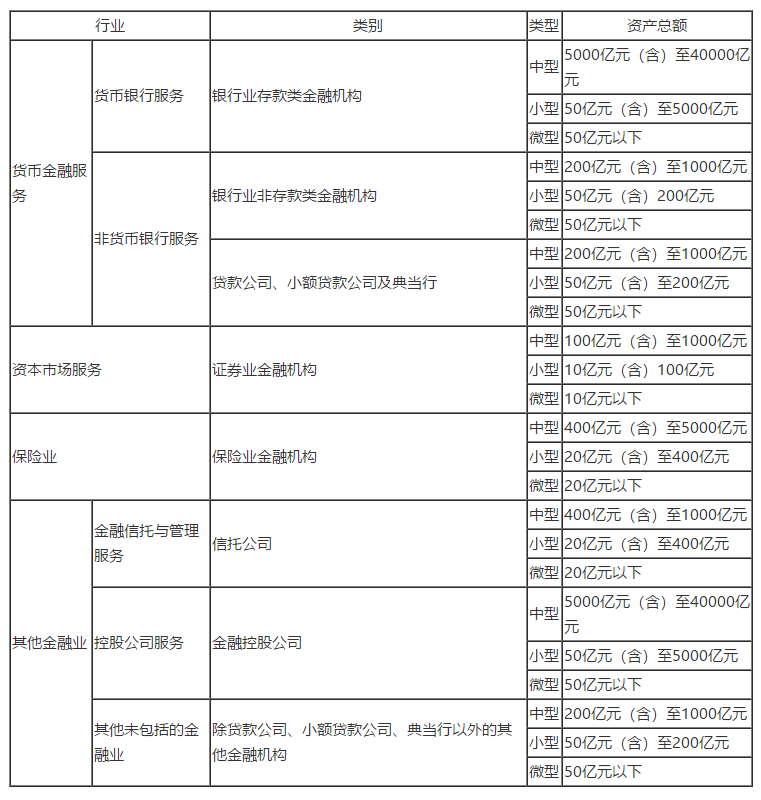 行业 类别 类型 资产总额
货币金融服
务
货币银行服务
银行业存款类金融机构
中型 5000亿元（含）至40000亿
元
小型 50亿元（含）至5000亿元
微型 50亿元以下
非货币银行服务
银行业非存款类金融机构
中型 200亿元（含）至1000亿元
小型 50亿元（含）200亿元
微型 50亿元以下
贷款公司、小额贷款公司及典当行
中型 200亿元（含）至1000亿元
小型 50亿元（含）至200亿元
微型 50亿元以下
资本市场服务
证券业金融机构
中型 100亿元（含）至1000亿元
小型 10亿元（含）100亿元
微型 10亿元以下
保险业
保险业金融机构
中型 400亿元（含）至5000亿元
小型 20亿元（含）至400亿元
微型 20亿元以下
其他金融业
金融信托与管理
服务
信托公司
中型 400亿元（含）至1000亿元
小型 20亿元（含）至400亿元
微型 20亿元以下
控股公司服务
金融控股公司
中型 5000亿元（含）至40000亿
元
小型 50亿元（含）至5000亿元
微型 50亿元以下
其他未包括的金
融业
除贷款公司、小额贷款公司、典当行以外的其
他金融机构
中型 200亿元（含）至1000亿元
小型 50亿元（含）至200亿元
微型 50亿元以下